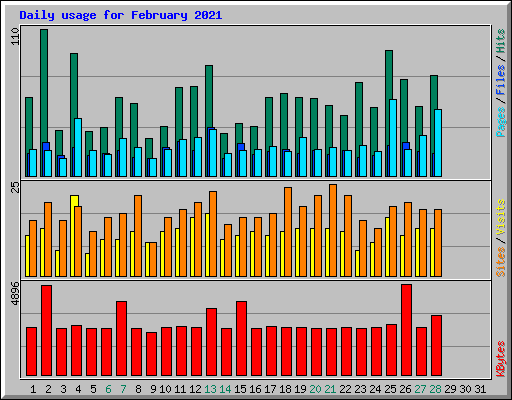 Daily usage for February 2021
110
Pages / Files / Hits
25
Sites / Visits
4896
KBytes
1 2 3 4 5 6 7 8 9 10 11 12 13 14 15 16 17 18 19 20 21 22 23 24 25 26 27 28 29 30 31